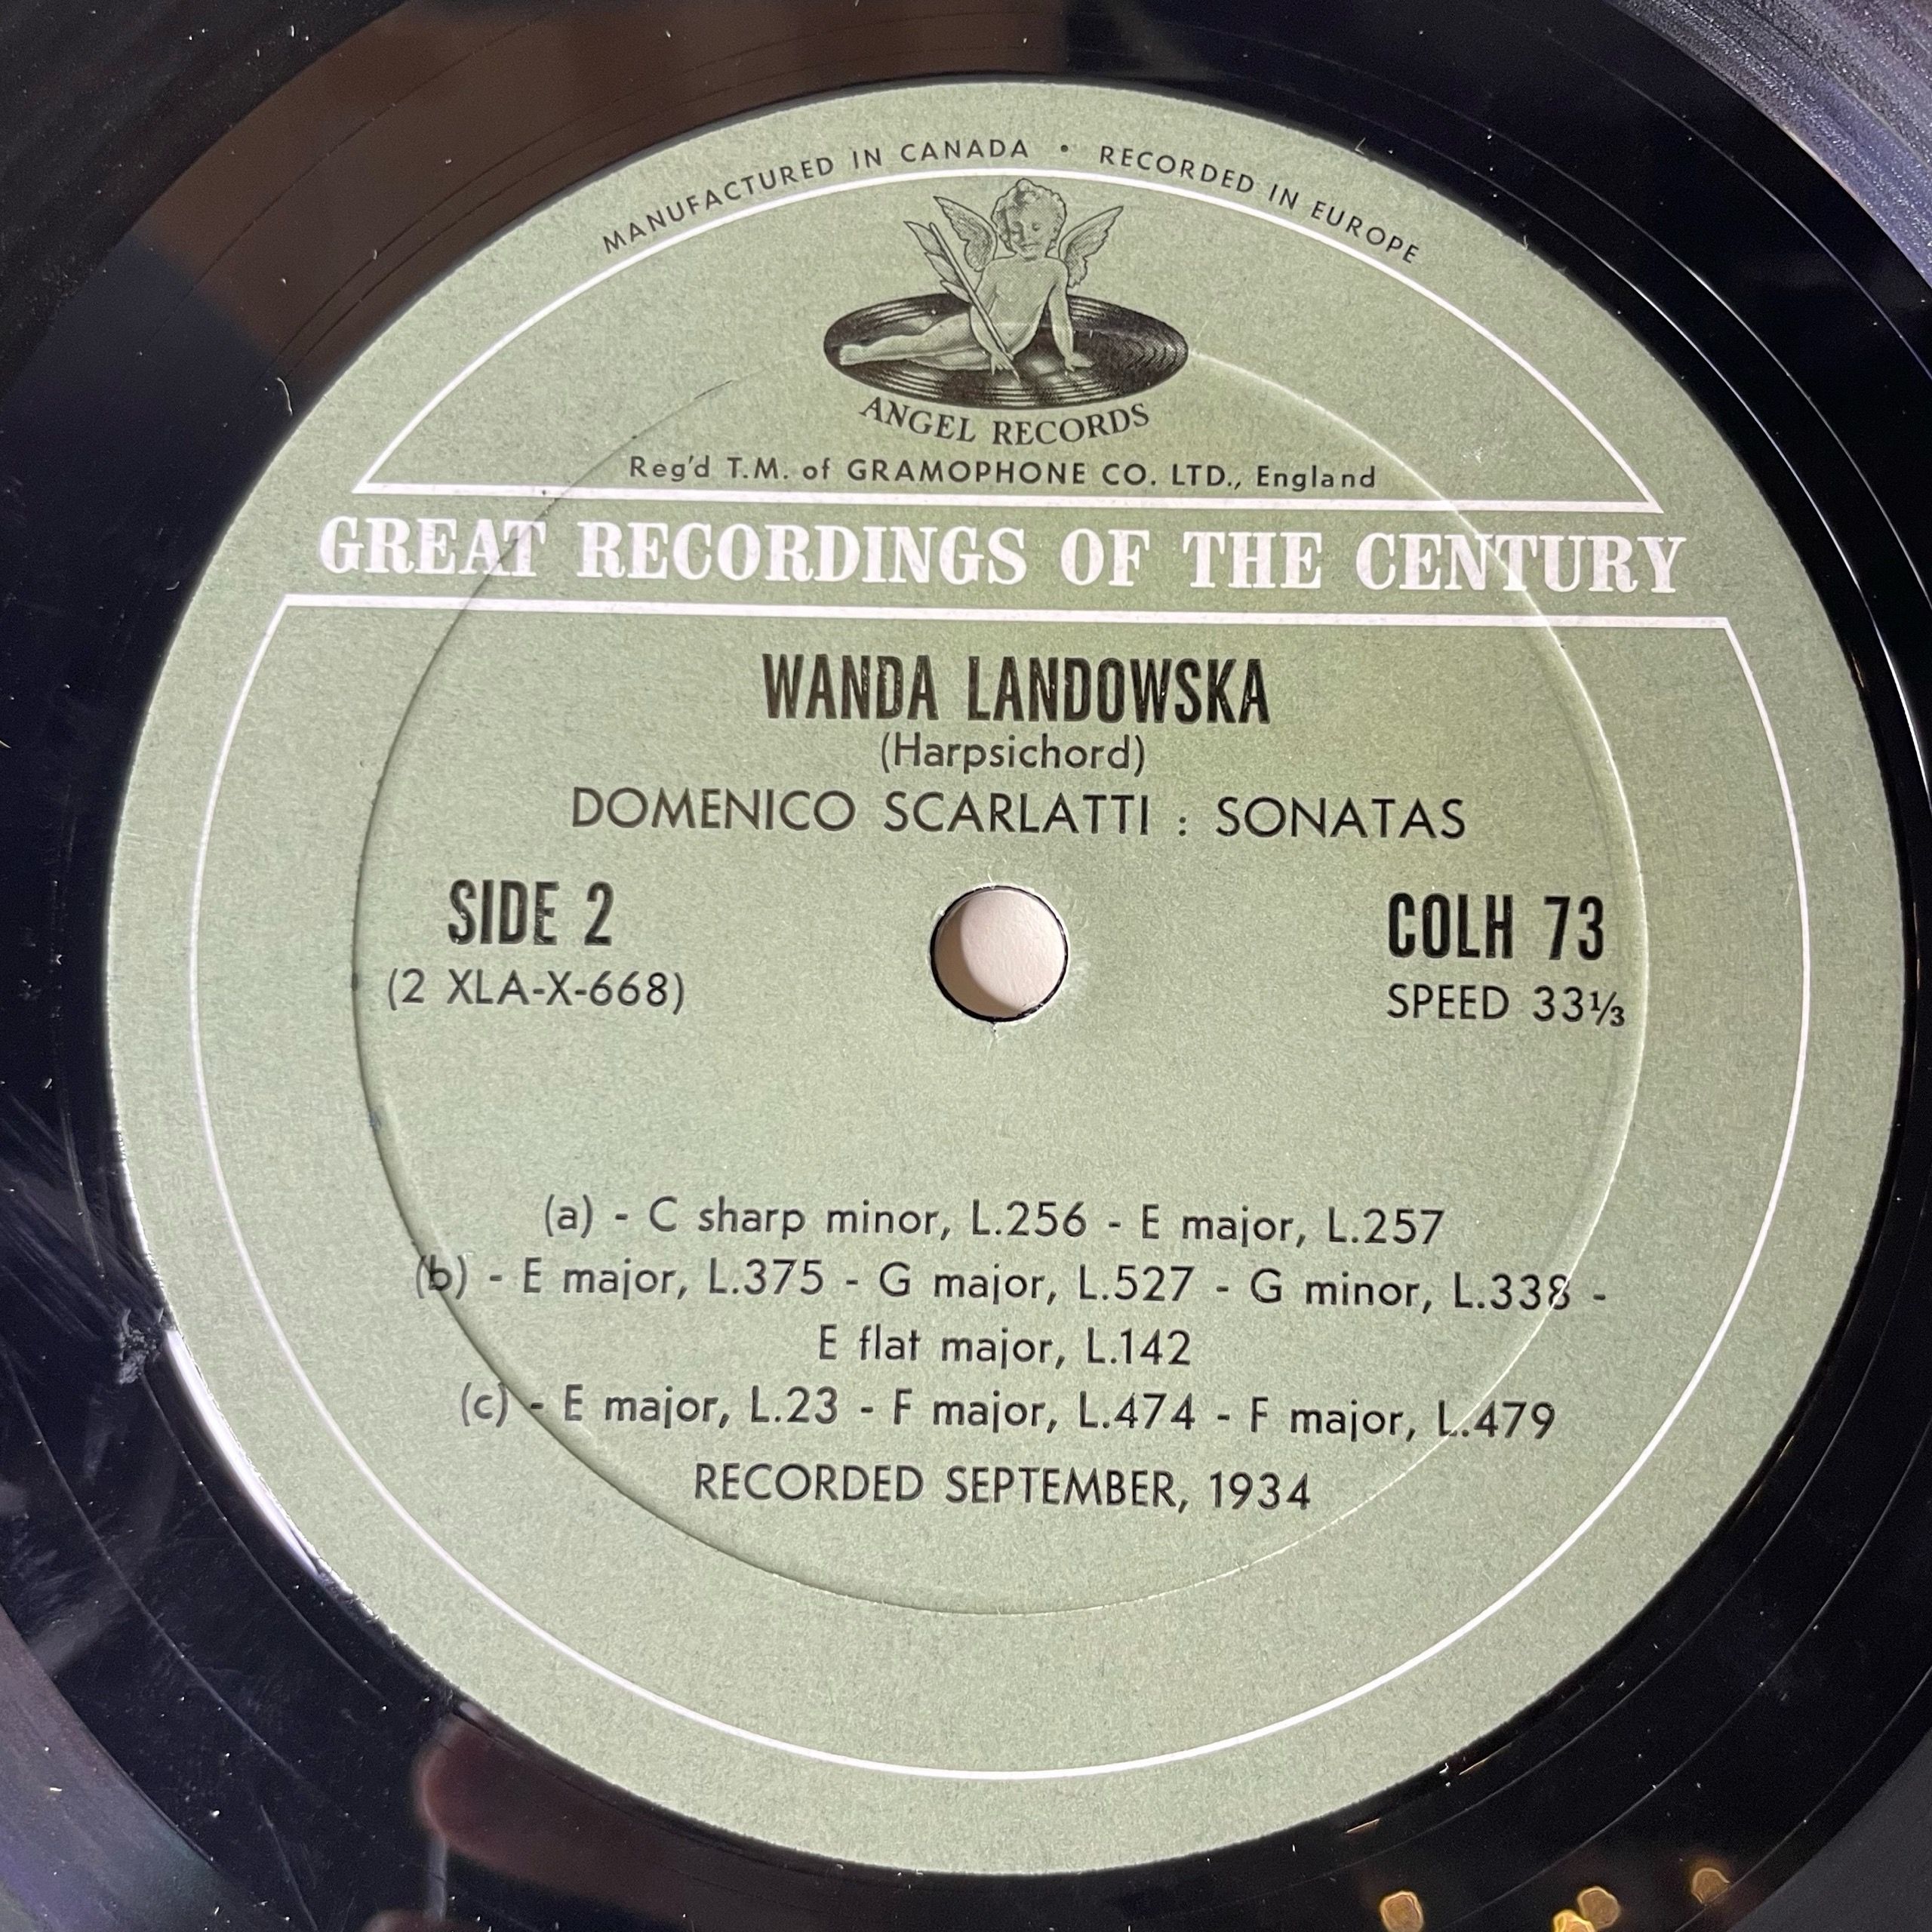 MANUFACTURED IN CANADA • RECORDED IN EUROPE
ANGEL RECORDS
Reg'd T.M. of GRAMOPHONE CO. LTD., England
GREAT RECORDINGS OF THE CENTURY
WANDA LANDOWSKA
(Harpsichord)
DOMENICO SCARLATTI : SONATAS
SIDE 2
(2 XLA-X-668)
COLH 73
SPEED 33⅓
(a) - C sharp minor, L.256 - E major, L.257
(b) - E major, L.375 - G major, L.527 - G minor, L.338 -
E flat major, L.142
(c) - E major, L.23 - F major, L.474 - F major, L.479
RECORDED SEPTEMBER, 1934